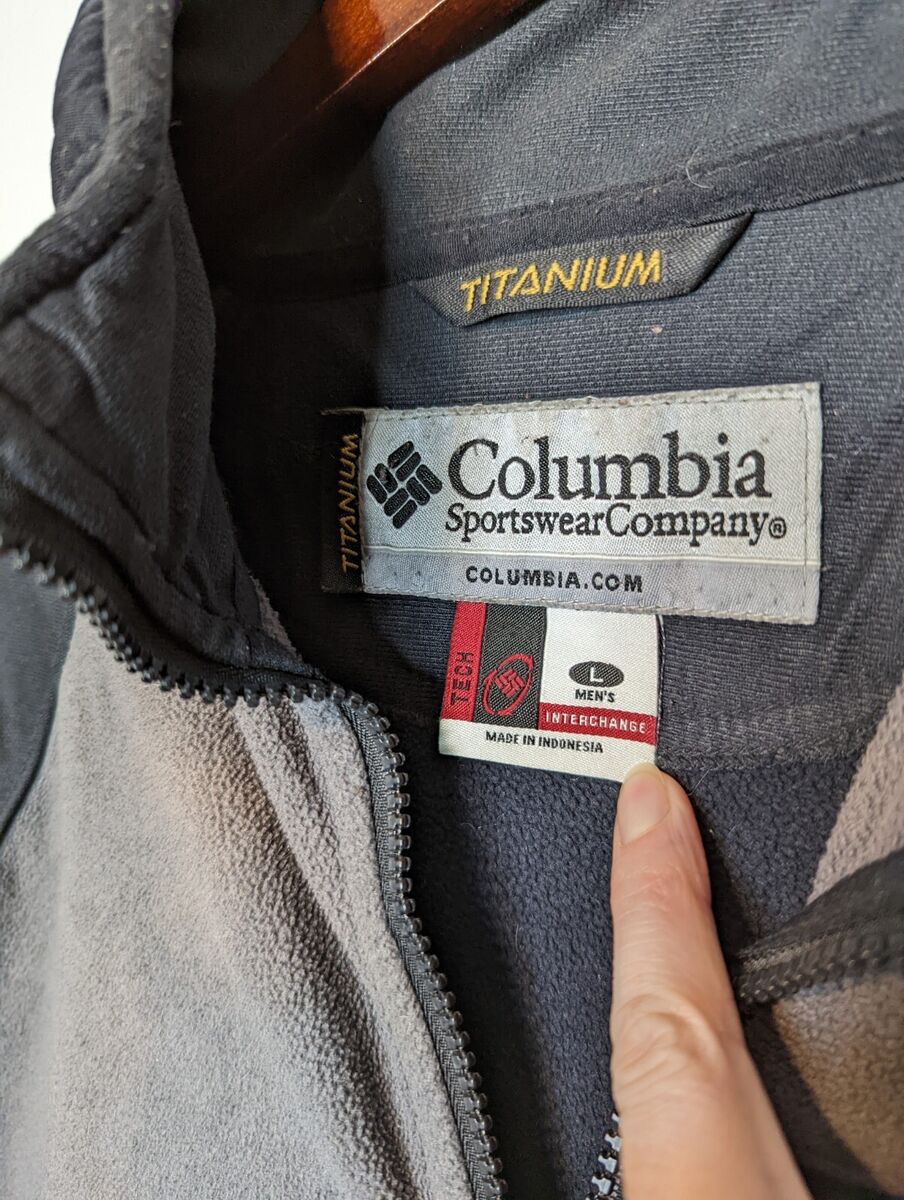 TITANIUM
TITANIUM
Columbia
SportswearCompany®
COLUMBIA.COM
TECH
L
MEN'S
INTERCHANGE
MADE IN INDONESIA